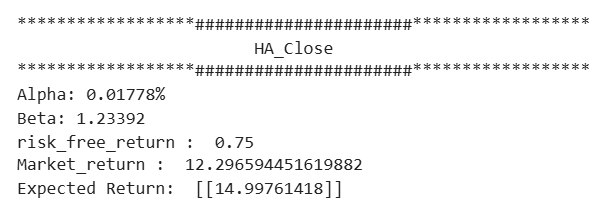 ******************######################******************
HA_Close
******************######################******************
Alpha: 0.01778%
Beta: 1.23392
risk_free_return :  0.75
Market_return :  12.296594451619882
Expected Return:  [[14.99761418]]